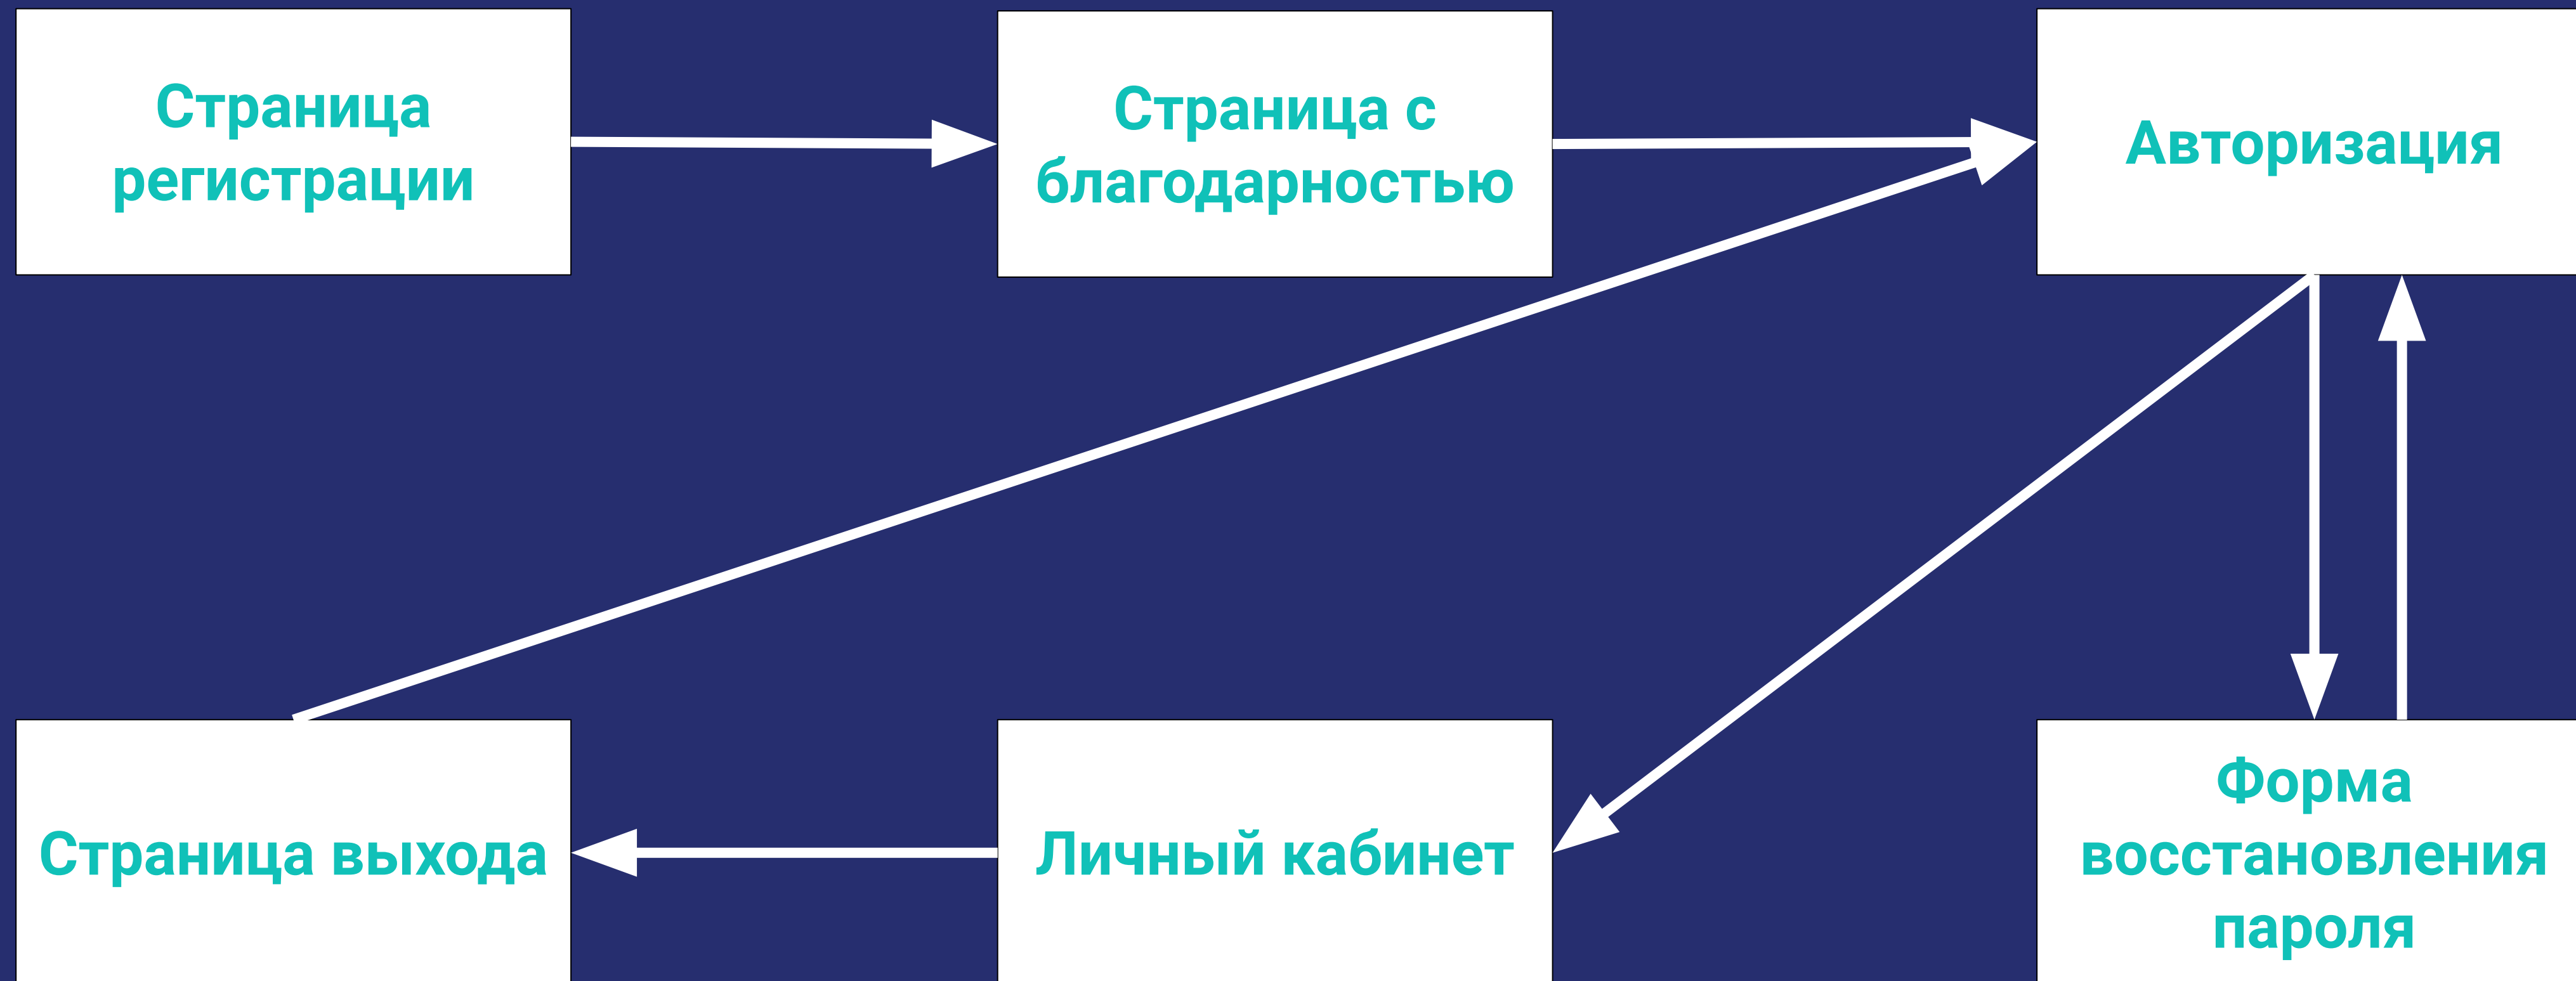 Страница
регистрации
Страница с
благодарностью
Авторизация
Страница выхода
Личный кабинет
Форма
восстановления
пароля